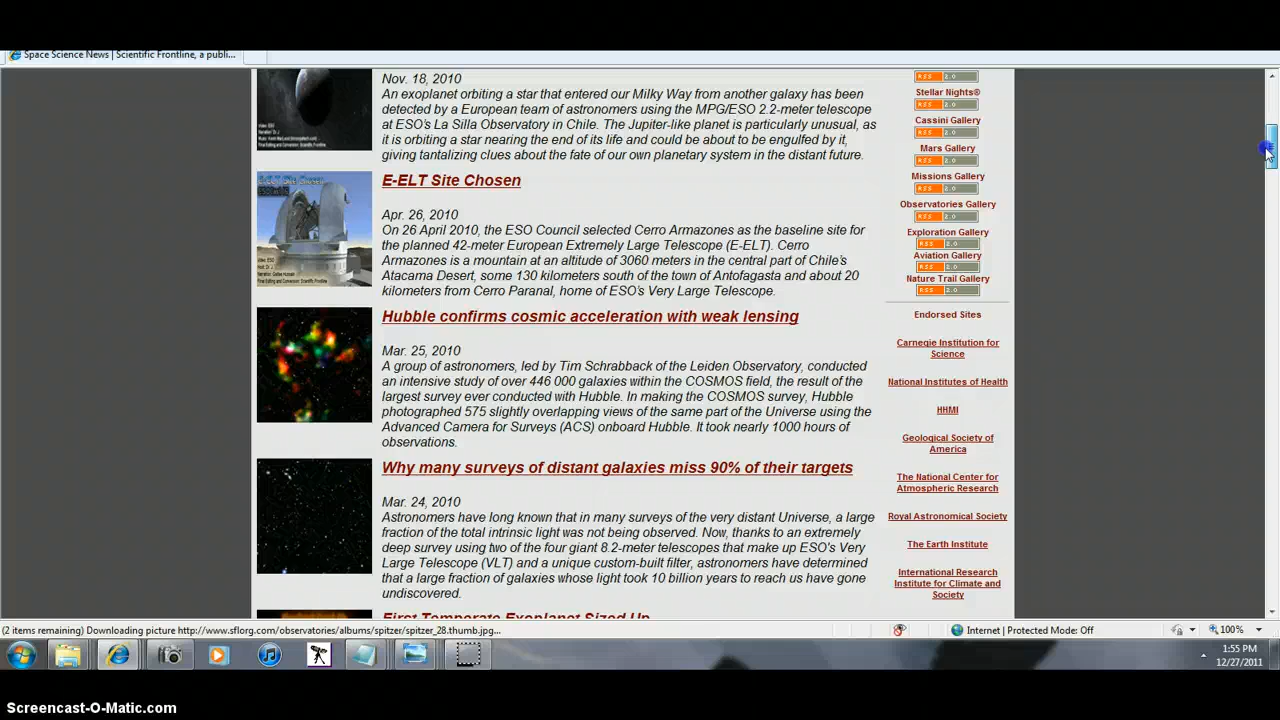 Space Science News | Scientific Frontline, a publi...
Nov. 18, 2010
An exoplanet orbiting a star that entered our Milky Way from another galaxy has been
detected by a European team of astronomers using the MPG/ESO 2.2-meter telescope
at ESO's La Silla Observatory in Chile. The Jupiter-like planet is particularly unusual, as
it is orbiting a star nearing the end of its life and could be about to be engulfed by it,
giving tantalizing clues about the fate of our own planetary system in the distant future.
E-ELT Site Chosen
Apr. 26, 2010
On 26 April 2010, the ESO Council selected Cerro Armazones as the baseline site for
the planned 42-meter European Extremely Large Telescope (E-ELT). Cerro
Armazones is a mountain at an altitude of 3060 meters in the central part of Chile's
Atacama Desert, some 130 kilometers south of the town of Antofagasta and about 20
kilometers from Cerro Paranal, home of ESO's Very Large Telescope.
Hubble confirms cosmic acceleration with weak lensing
Mar. 25, 2010
A group of astronomers, led by Tim Schrabback of the Leiden Observatory, conducted
an intensive study of over 446 000 galaxies within the COSMOS field, the result of the
largest survey ever conducted with Hubble. In making the COSMOS survey, Hubble
photographed 575 slightly overlapping views of the same part of the Universe using the
Advanced Camera for Surveys (ACS) onboard Hubble. It took nearly 1000 hours of
observations.
Why many surveys of distant galaxies miss 90% of their targets
Mar. 24, 2010
Astronomers have long known that in many surveys of the very distant Universe, a large
fraction of the total intrinsic light was not being observed. Now, thanks to an extremely
deep survey using two of the four giant 8.2-meter telescopes that make up ESO's Very
Large Telescope (VLT) and a unique custom-built filter, astronomers have determined
that a large fraction of galaxies whose light took 10 billion years to reach us have gone
undiscovered.
First Temperate Exoplanet Sized Up
RSS 2.0
Stellar Nights®
RSS 2.0
Cassini Gallery
RSS 2.0
Mars Gallery
RSS 2.0
Missions Gallery
RSS 2.0
Observatories Gallery
RSS 2.0
Exploration Gallery
RSS 2.0
Aviation Gallery
RSS 2.0
Nature Trail Gallery
RSS 2.0
Endorsed Sites
Carnegie Institution for
Science
National Institutes of Health
HHMI
Geological Society of
America
The National Center for
Atmospheric Research
Royal Astronomical Society
The Earth Institute
International Research
Institute for Climate and
Society
(2 items remaining) Downloading picture http://www.sflorg.com/observatories/albums/spitzer/spitzer_28.thumb.jpg...
Internet | Protected Mode: Off
100%
1:55 PM
12/27/2011
Screencast-O-Matic.com